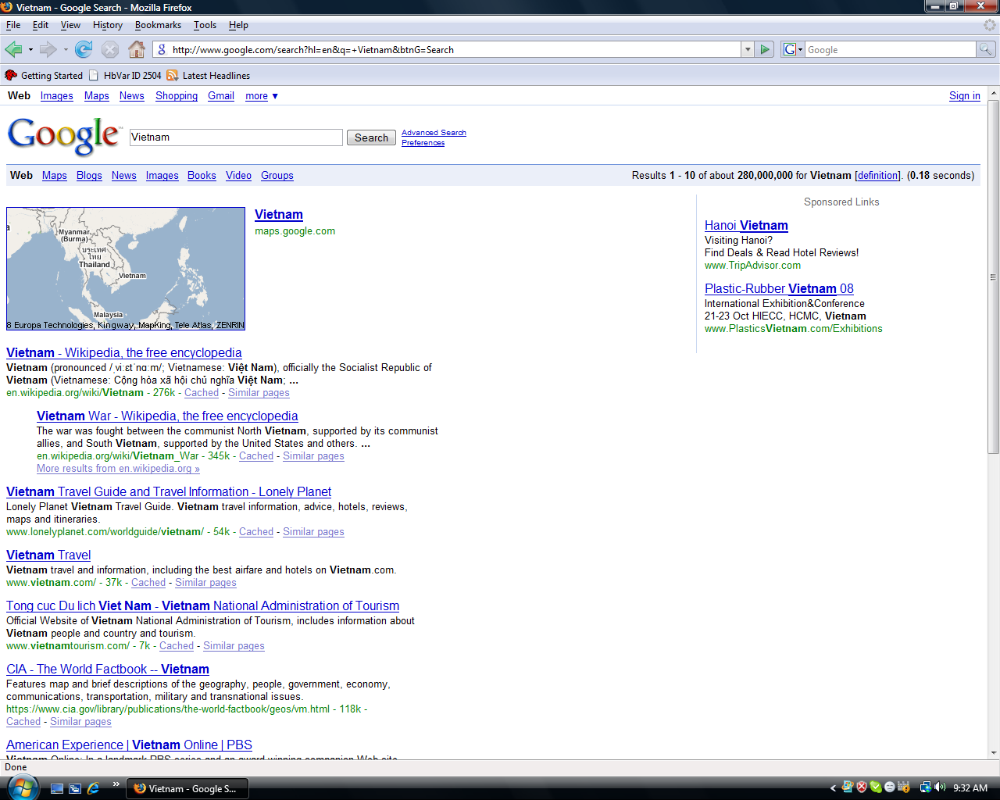 Vietnam - Google Search - Mozilla Firefox
File Edit View History Bookmarks Tools Help
http://www.google.com/search?hl=en&q=+Vietnam&btnG=Search
Google
Getting Started HbVar ID 2504 Latest Headlines
Web Images Maps News Shopping Gmail more ▼ Sign in
Google™
Vietnam
Search
Advanced Search
Preferences
Web Maps Blogs News Images Books Video Groups
Results 1 - 10 of about 280,000,000 for Vietnam [definition]. (0.18 seconds)
Myanmar
(Burma)
ประเทศ
ไทย
Thailand
Vietnam
Malaysia
8 Europa Technologies, Kingway, MapKing, Tele Atlas, ZENRIN
Vietnam
maps.google.com
Vietnam - Wikipedia, the free encyclopedia
Vietnam (pronounced /ˌviːɛtˈnɑːm/; Vietnamese: Việt Nam), officially the Socialist Republic of
Vietnam (Vietnamese: Cộng hòa xã hội chủ nghĩa Việt Nam; ...
en.wikipedia.org/wiki/Vietnam - 276k - Cached - Similar pages
Vietnam War - Wikipedia, the free encyclopedia
The war was fought between the communist North Vietnam, supported by its communist
allies, and South Vietnam, supported by the United States and others. ...
en.wikipedia.org/wiki/Vietnam_War - 345k - Cached - Similar pages
More results from en.wikipedia.org »
Vietnam Travel Guide and Travel Information - Lonely Planet
Lonely Planet Vietnam Travel Guide. Vietnam travel information, advice, hotels, reviews,
maps and itineraries.
www.lonelyplanet.com/worldguide/vietnam/ - 54k - Cached - Similar pages
Vietnam Travel
Vietnam travel and information, including the best airfare and hotels on Vietnam.com.
www.vietnam.com/ - 37k - Cached - Similar pages
Tong cuc Du lich Viet Nam - Vietnam National Administration of Tourism
Official Website of Vietnam National Administration of Tourism, includes information about
Vietnam people and country and tourism.
www.vietnamtourism.com/ - 7k - Cached - Similar pages
CIA - The World Factbook -- Vietnam
Features map and brief descriptions of the geography, people, government, economy,
communications, transportation, military and transnational issues.
https://www.cia.gov/library/publications/the-world-factbook/geos/vm.html - 118k -
Cached - Similar pages
American Experience | Vietnam Online | PBS
Vietnam Online: In a landmark PBS series and an award winning companion Web site,
Sponsored Links
Hanoi Vietnam
Visiting Hanoi?
Find Deals & Read Hotel Reviews!
www.TripAdvisor.com
Plastic-Rubber Vietnam 08
International Exhibition&Conference
21-23 Oct HIECC, HCMC, Vietnam
www.PlasticsVietnam.com/Exhibitions
Done
Vietnam - Google S...
9:32 AM